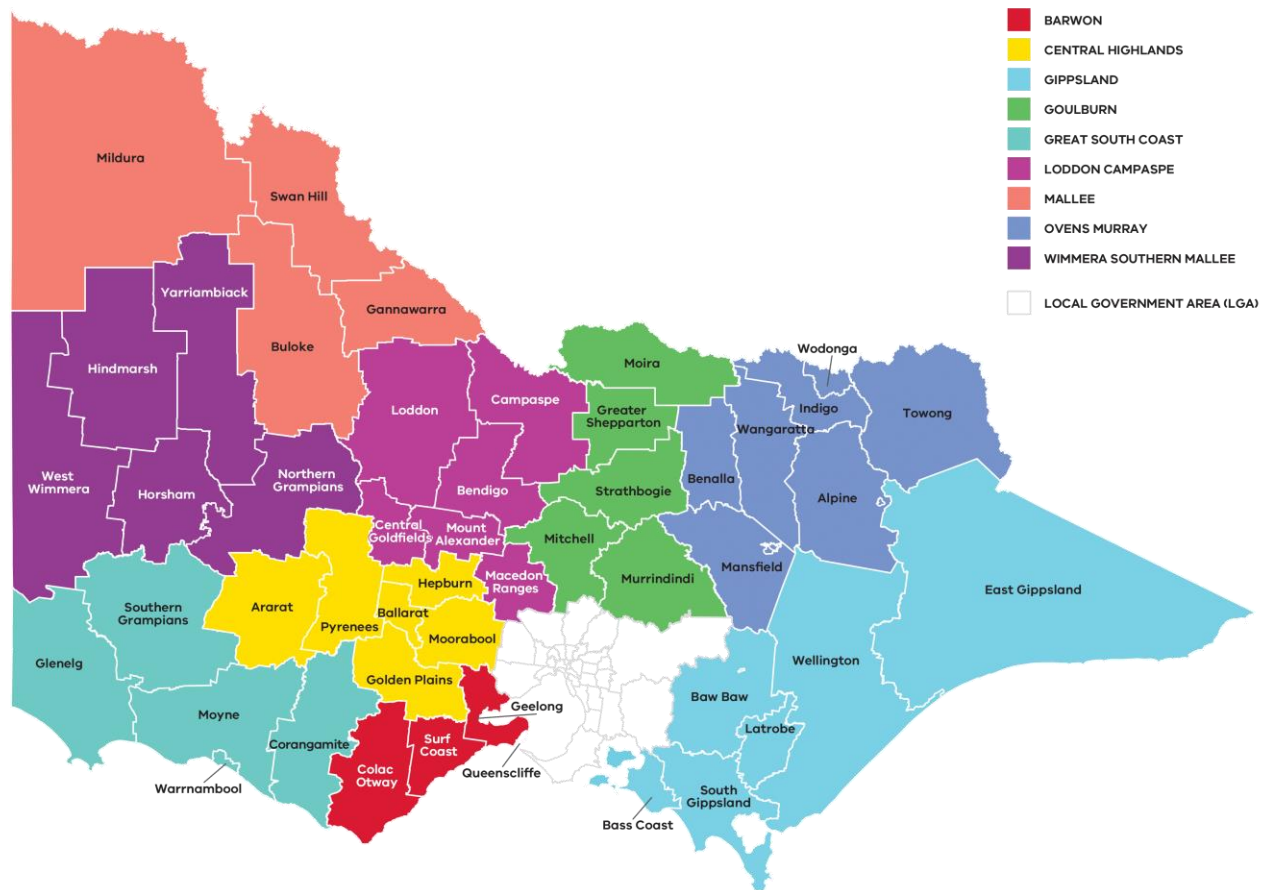 BARWON
CENTRAL HIGHLANDS
GIPPSLAND
GOULBURN
GREAT SOUTH COAST
LODDON CAMPASPE
MALLEE
OVENS MURRAY
WIMMERA SOUTHERN MALLEE
LOCAL GOVERNMENT AREA (LGA)
Mildura
Swan Hill
Yarriambiack
Gannawarra
Buloke
Hindmarsh
Wodonga
Moira
Loddon
Campaspe
Greater
Shepparton
Indigo
Wangaratta
Towong
West
Wimmera
Horsham
Northern
Grampians
Bendigo
Strathbogie
Benalla
Alpine
Central
Goldfields
Mount
Alexander
Mitchell
Murrindindi
Mansfield
Macedon
Ranges
Hepburn
East Gippsland
Southern
Grampians
Ararat
Pyrenees
Ballarat
Moorabool
Glenelg
Wellington
Golden Plains
Baw Baw
Moyne
Geelong
Latrobe
Corangamite
Surf
Coast
Colac
Otway
Queenscliffe
Warrnambool
South
Gippsland
Bass Coast